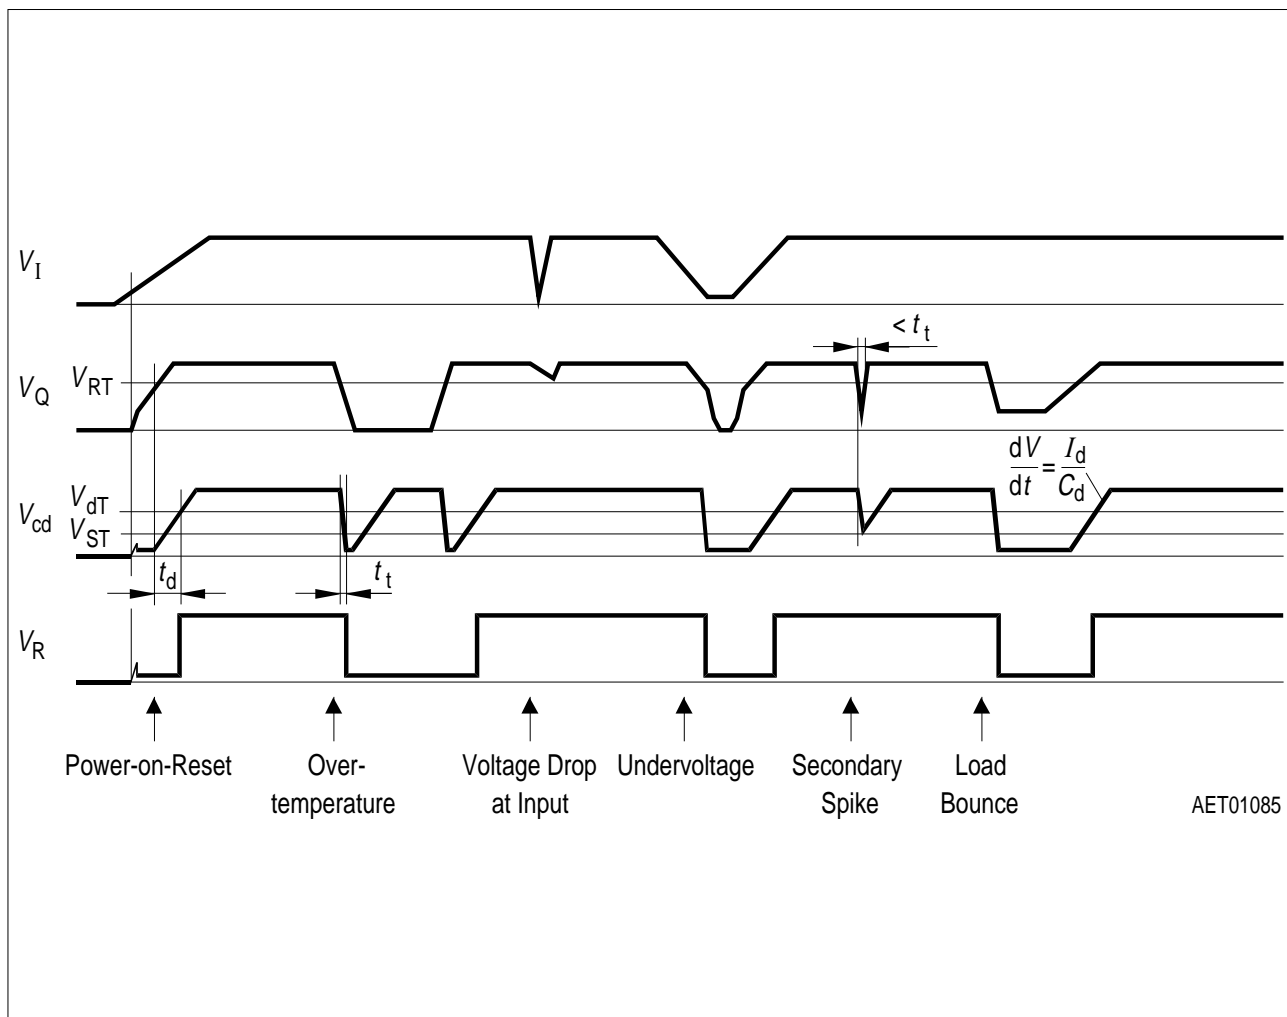 V_I
< t_t
V_Q V_RT
dV/dt = I_d/C_d
V_dT
V_cd
V_ST
t_d t_t
V_R
Power-on-Reset Over- Voltage Drop Undervoltage Secondary Load
temperature at Input Spike Bounce AET01085